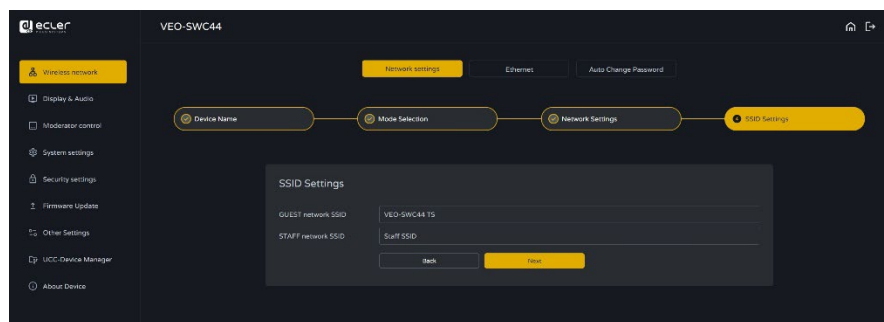 ecler
VEO-SWC44
Wireless network
Display & Audio
Moderator control
System settings
Security settings
Firmware Update
Other Settings
UCC-Device Manager
About Device
Network settings
Ethernet
Auto Change Password
Device Name
Mode Selection
Network Settings
4 SSID Settings
SSID Settings
GUEST network SSID
VEO-SWC44 TS
STAFF network SSID
Staff SSID
Back
Next